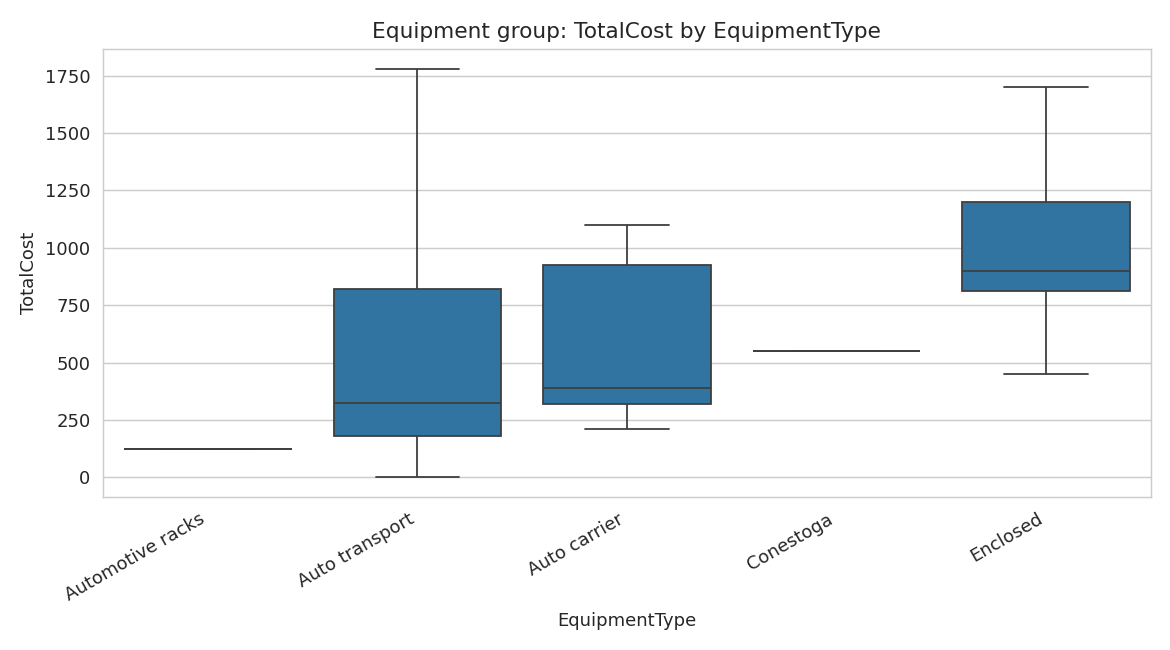 Equipment group: TotalCost by EquipmentType
TotalCost
1750
1500
1250
1000
750
500
250
0
Automotive racks
Auto transport
Auto carrier
Conestoga
Enclosed
EquipmentType